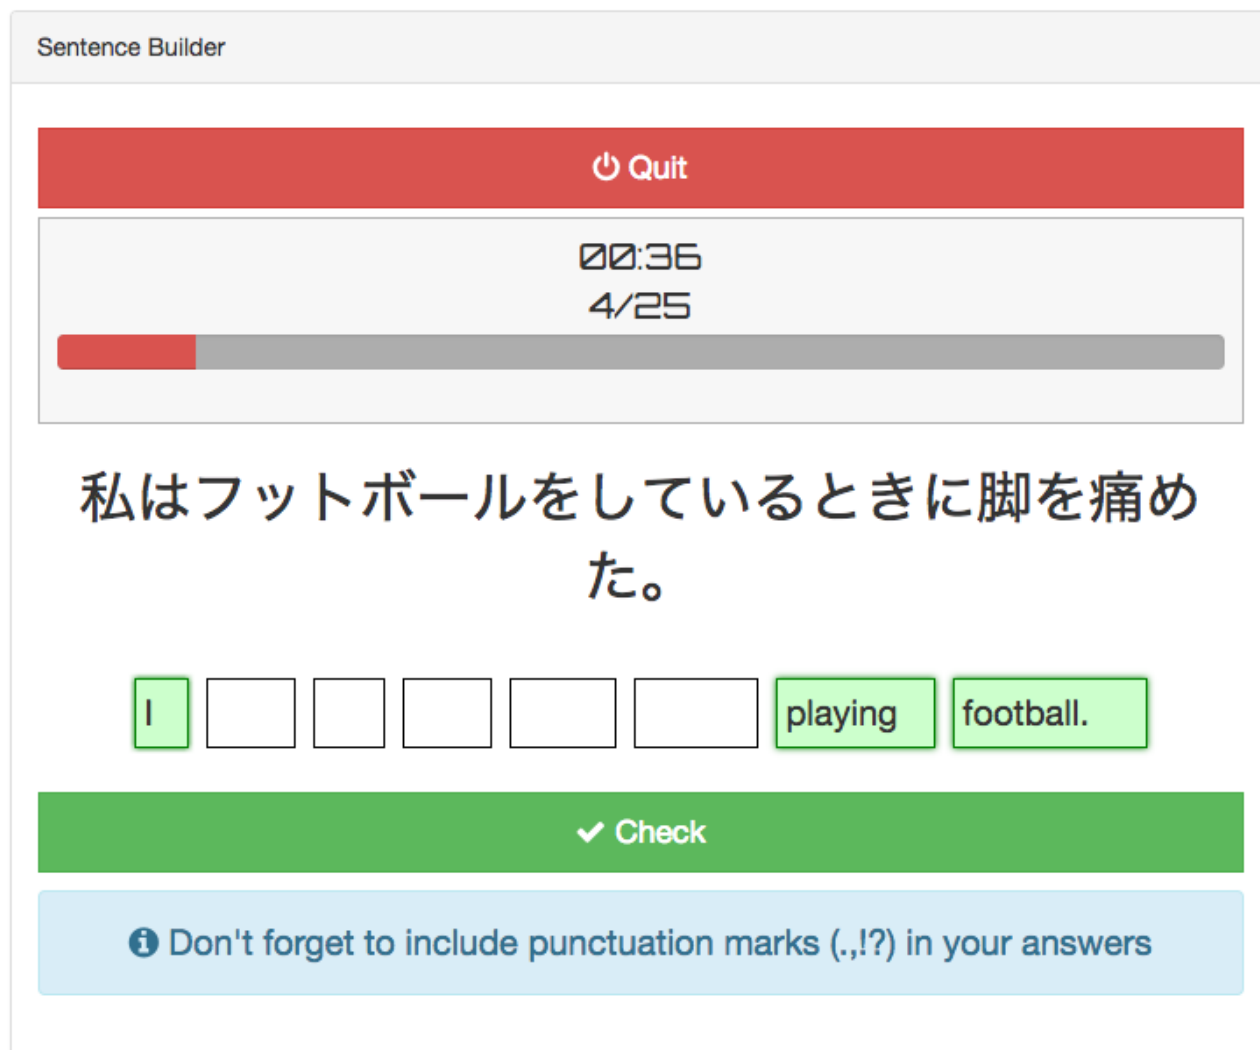 Sentence Builder
Quit
00:36
4/25
私はフットボールをしているときに脚を痛め
た。
I playing football.
Check
Don't forget to include punctuation marks (.,!?) in your answers